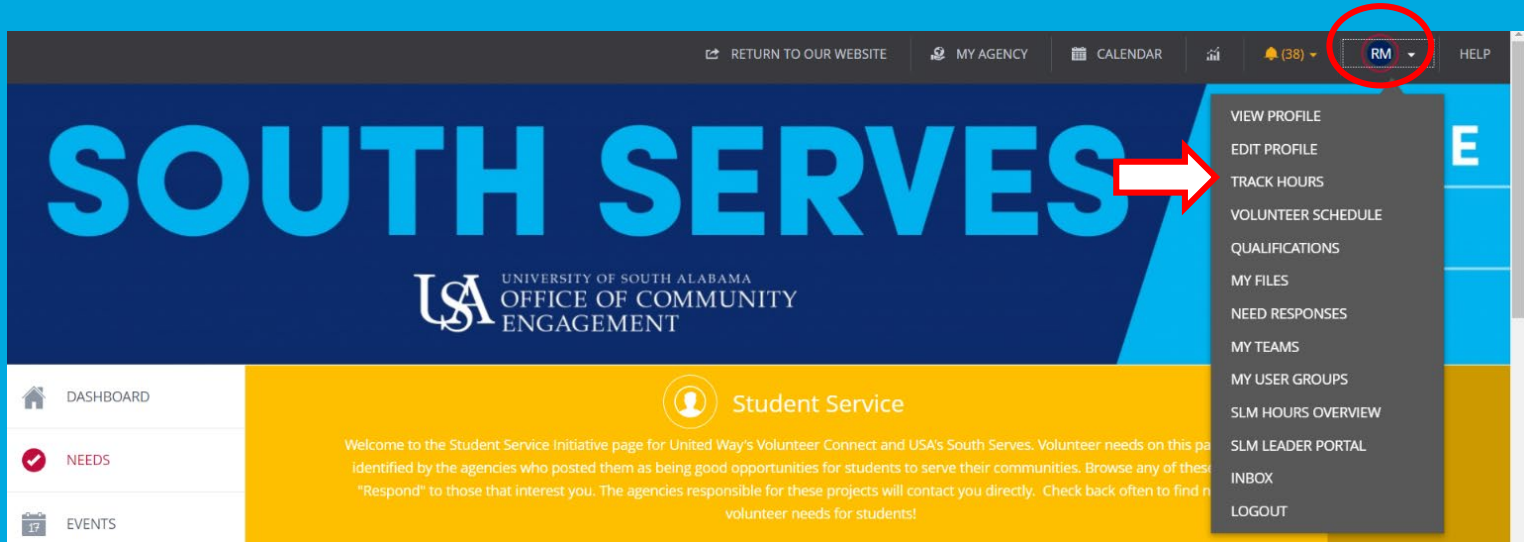 RETURN TO OUR WEBSITE
MY AGENCY
CALENDAR
(38)
RM
HELP
SOUTH SERVES
E
USA
UNIVERSITY OF SOUTH ALABAMA
OFFICE OF COMMUNITY
ENGAGEMENT
VIEW PROFILE
EDIT PROFILE
TRACK HOURS
VOLUNTEER SCHEDULE
QUALIFICATIONS
MY FILES
NEED RESPONSES
MY TEAMS
MY USER GROUPS
SLM HOURS OVERVIEW
SLM LEADER PORTAL
INBOX
LOGOUT
DASHBOARD
NEEDS
17
EVENTS
Student Service
Welcome to the Student Service Initiative page for United Way's Volunteer Connect and USA's South Serves. Volunteer needs on this pa
identified by the agencies who posted them as being good opportunities for students to serve their communities. Browse any of these
"Respond" to those that interest you. The agencies responsible for these projects will contact you directly. Check back often to find n
volunteer needs for students!